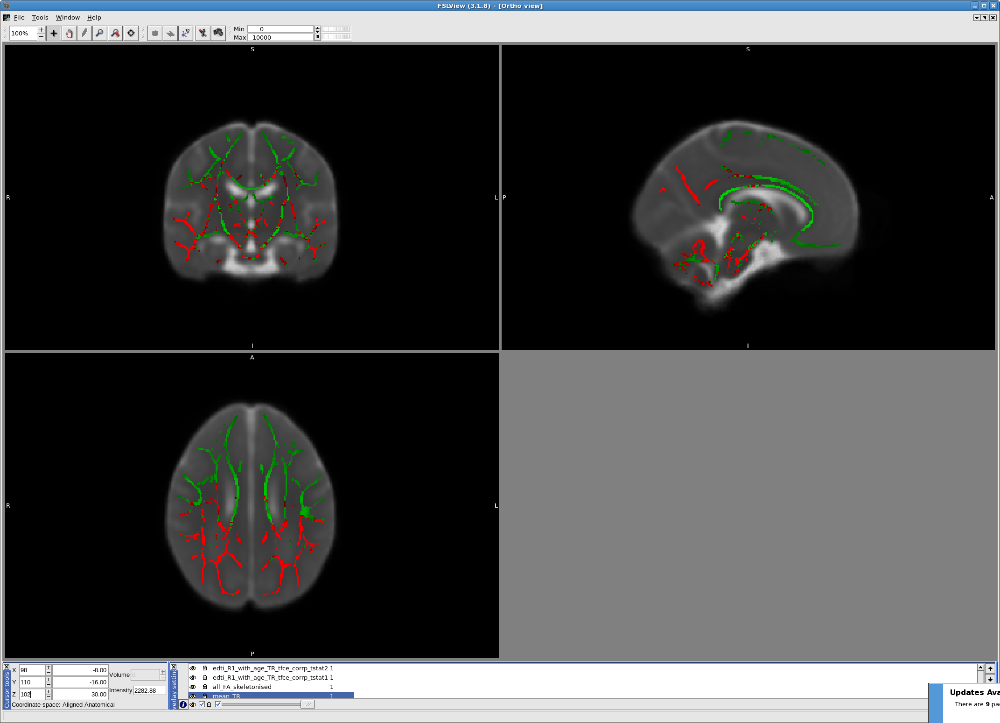 FSLView (3.1.8) - [Ortho view]
File Tools Window Help
100%
Min 0
Max 10000
S
R
L
I
S
P
A
I
A
R
L
P
Cursor tools
X 98 -8.00
Y 110 -16.00
Z 102 30.00
Volume 0
Intensity 2282.88
Coordinate space: Aligned Anatomical
edti_R1_with_age_TR_tfce_corrp_tstat2 1
edti_R1_with_age_TR_tfce_corrp_tstat1 1
all_FA_skeletonised 1
mean_TR 1
Updates Ava
There are 9 pac